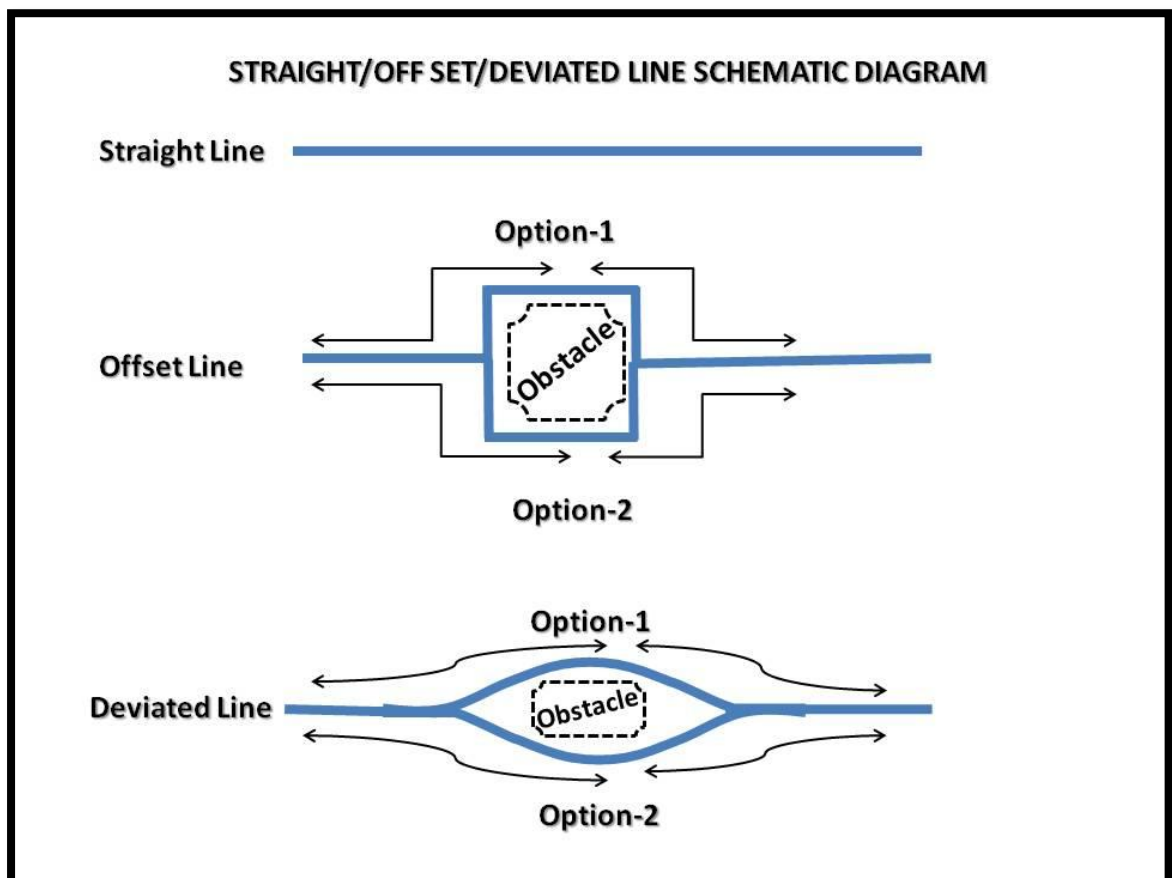 STRAIGHT/OFF SET/DEVIATED LINE SCHEMATIC DIAGRAM
Straight Line
Option-1
Offset Line
Obstacle
Option-2
Option-1
Deviated Line
Obstacle
Option-2